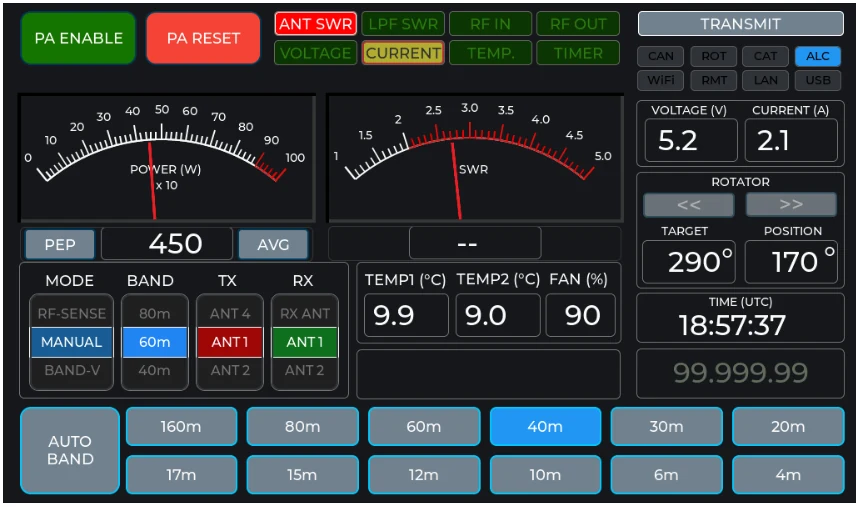 PA ENABLE
PA RESET
ANT SWR LPF SWR RF IN RF OUT
VOLTAGE CURRENT TEMP. TIMER
TRANSMIT
CAN ROT CAT ALC
WIFi RMT LAN USB
0 10 20 30 40 50 60 70 80 90 100
POWER (W)
x 10
1 1.5 2 2.5 3.0 3.5 4.0 4.5 5.0
SWR
VOLTAGE (V) CURRENT (A)
5.2 2.1
ROTATOR
<< >>
TARGET POSITION
290° 170°
PEP 450 AVG
--
MODE BAND TX RX
RF-SENSE 80m ANT 4 RX ANT
MANUAL 60m ANT 1 ANT 1
BAND-V 40m ANT 2 ANT 2
TEMP1 (°C) TEMP2 (°C) FAN (%)
9.9 9.0 90
TIME (UTC)
18:57:37
99.999.99
AUTO
BAND
160m 80m 60m 40m 30m 20m
17m 15m 12m 10m 6m 4m